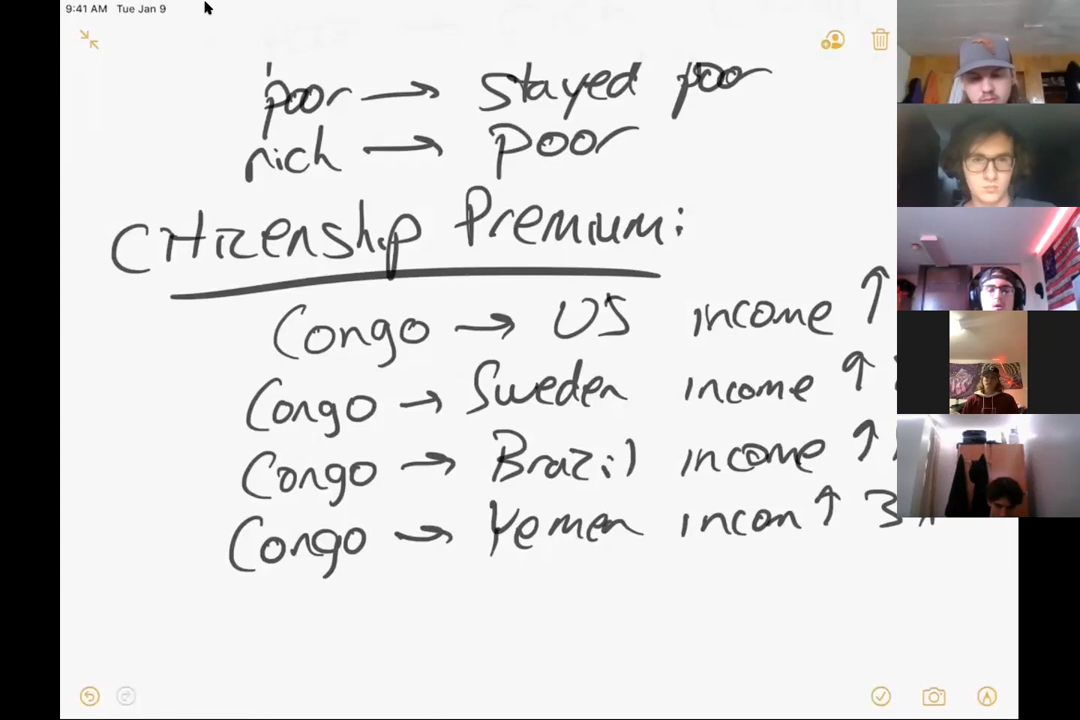 9:41 AM Tue Jan 9
poor → stayed poor
rich → poor
Citizenship Premium:
Congo → US income ↑
Congo → Sweden income ↑
Congo → Brazil income ↑
Congo → Yemen incom ↑ 3